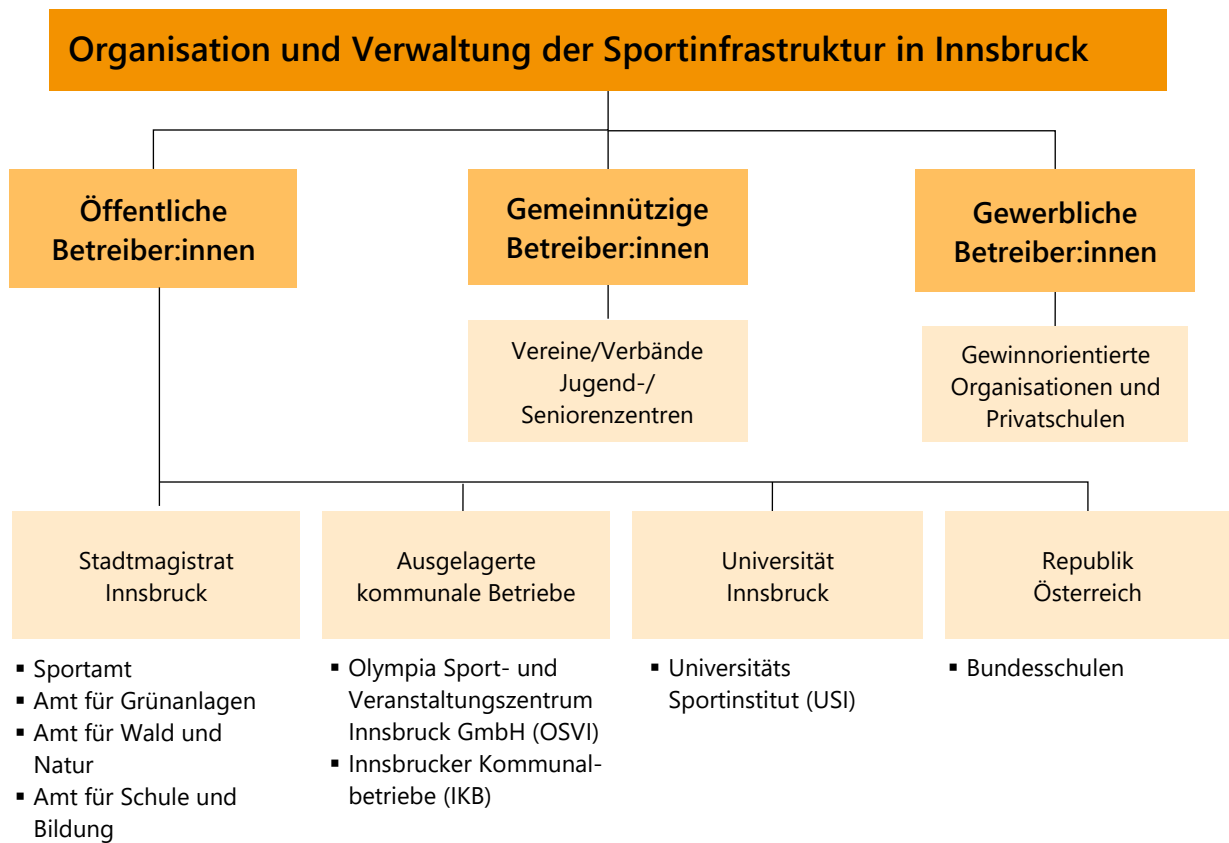 Organisation und Verwaltung der Sportinfrastruktur in Innsbruck
Öffentliche
Betreiber:innen
Gemeinnützige
Betreiber:innen
Gewerbliche
Betreiber:innen
Vereine/Verbände
Jugend-/
Seniorenzentren
Gewinnorientierte
Organisationen und
Privatschulen
Stadtmagistrat
Innsbruck
Ausgelagerte
kommunale Betriebe
Universität
Innsbruck
Republik
Österreich
▪ Sportamt
▪ Amt für Grünanlagen
▪ Amt für Wald und
Natur
▪ Amt für Schule und
Bildung
▪ Olympia Sport- und
Veranstaltungszentrum
Innsbruck GmbH (OSVI)
▪ Innsbrucker Kommunal-
betriebe (IKB)
▪ Universitäts
Sportinstitut (USI)
▪ Bundesschulen